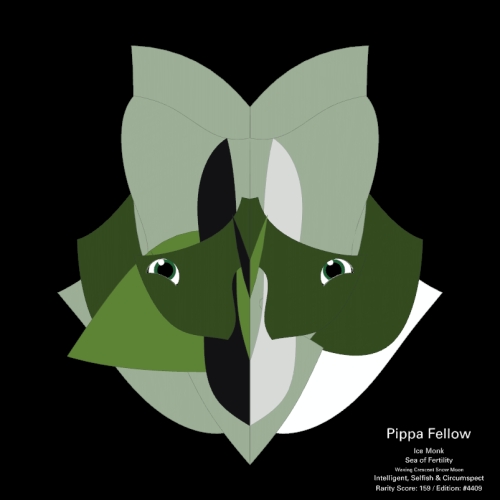 Pippa Fellow
Ice Monk
Sea of Fertility
Waxing Crescent Snow Moon
Intelligent, Selfish & Circumspect
Rarity Score: 159 / Edition: #4409